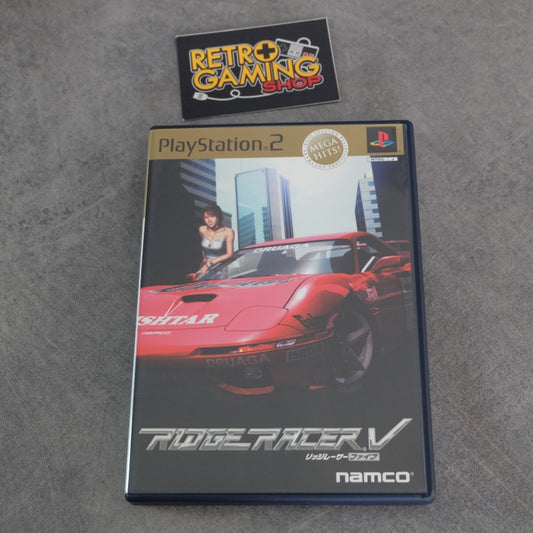 RETRO
GAMING
SHOP
PlayStation 2
MEGA
HITS!
NTSC J
DRUAGA
ISHTAR
namco
DRUAGA
RIDGE RACER V
リッジレーサーファイブ
namco